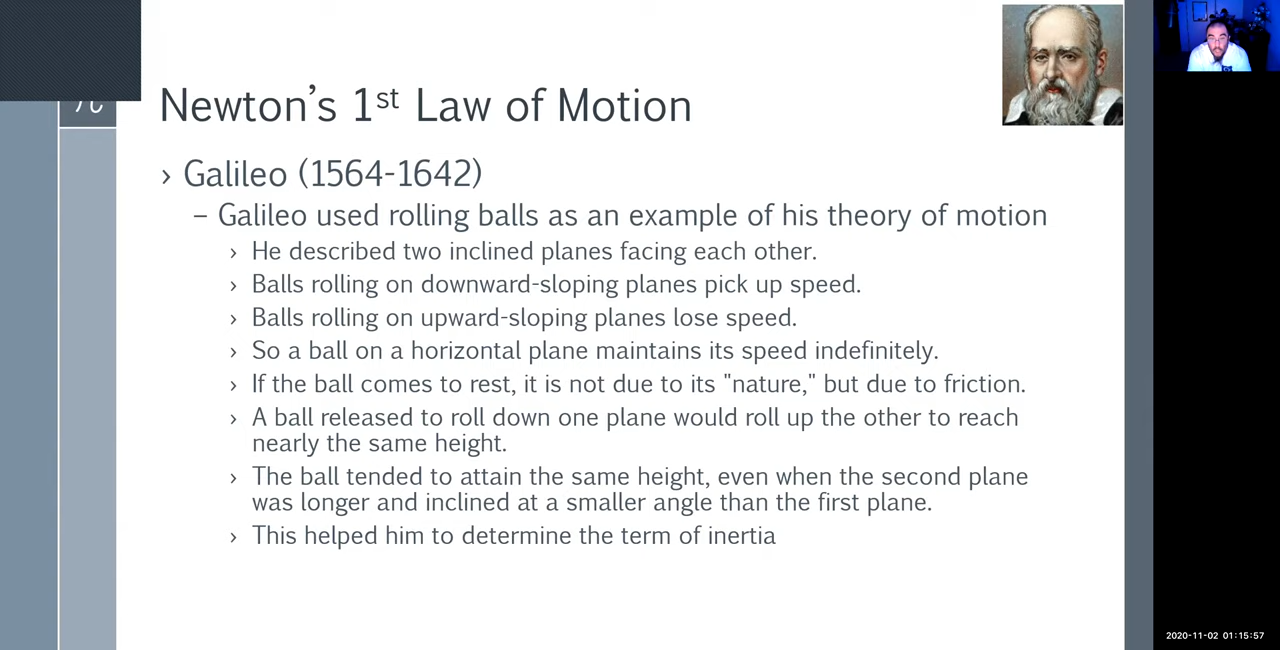 Newton's 1st Law of Motion
› Galileo (1564-1642)
– Galileo used rolling balls as an example of his theory of motion
› He described two inclined planes facing each other.
› Balls rolling on downward-sloping planes pick up speed.
› Balls rolling on upward-sloping planes lose speed.
› So a ball on a horizontal plane maintains its speed indefinitely.
› If the ball comes to rest, it is not due to its "nature," but due to friction.
› A ball released to roll down one plane would roll up the other to reach
nearly the same height.
› The ball tended to attain the same height, even when the second plane
was longer and inclined at a smaller angle than the first plane.
› This helped him to determine the term of inertia
2020-11-02 01:15:57